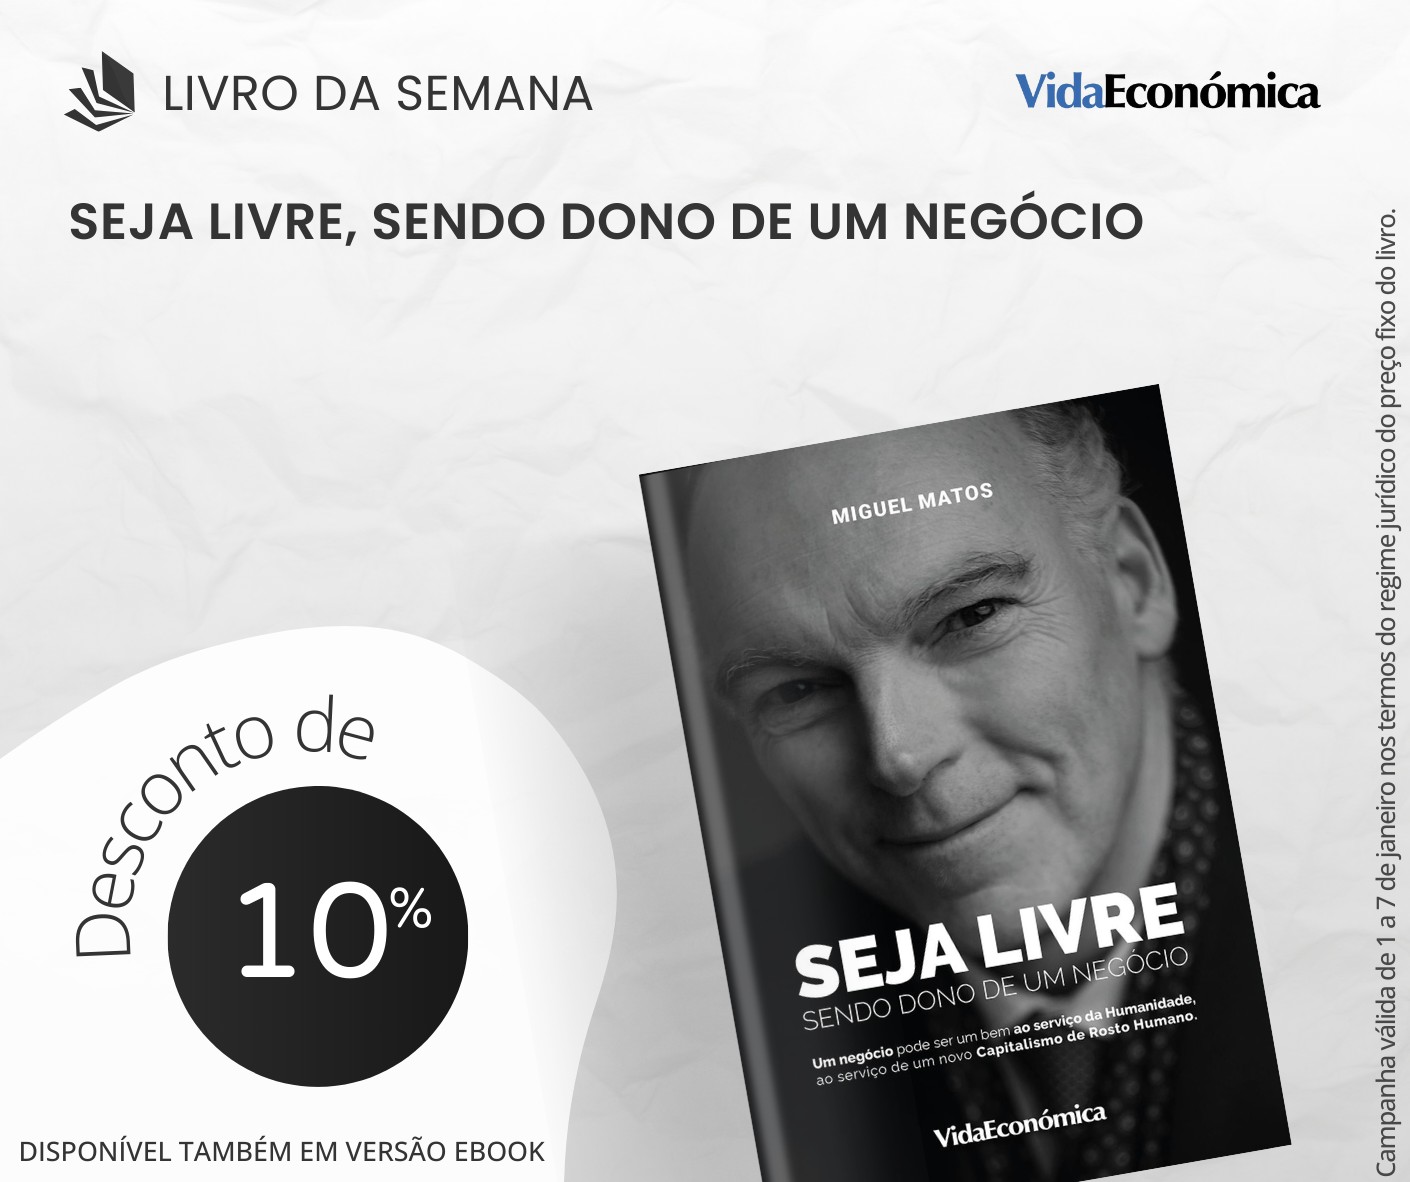 LIVRO DA SEMANA
VidaEconómica
SEJA LIVRE, SENDO DONO DE UM NEGÓCIO
MIGUEL MATOS
SEJA LIVRE
SENDO DONO DE UM NEGÓCIO
Um negócio pode ser um bem ao serviço da Humanidade,
ao serviço de um novo Capitalismo de Rosto Humano.
VidaEconómica
Desconto de
10%
DISPONÍVEL TAMBÉM EM VERSÃO EBOOK
Campanha válida de 1 a 7 de janeiro nos termos do regime jurídico do preço fixo do livro.